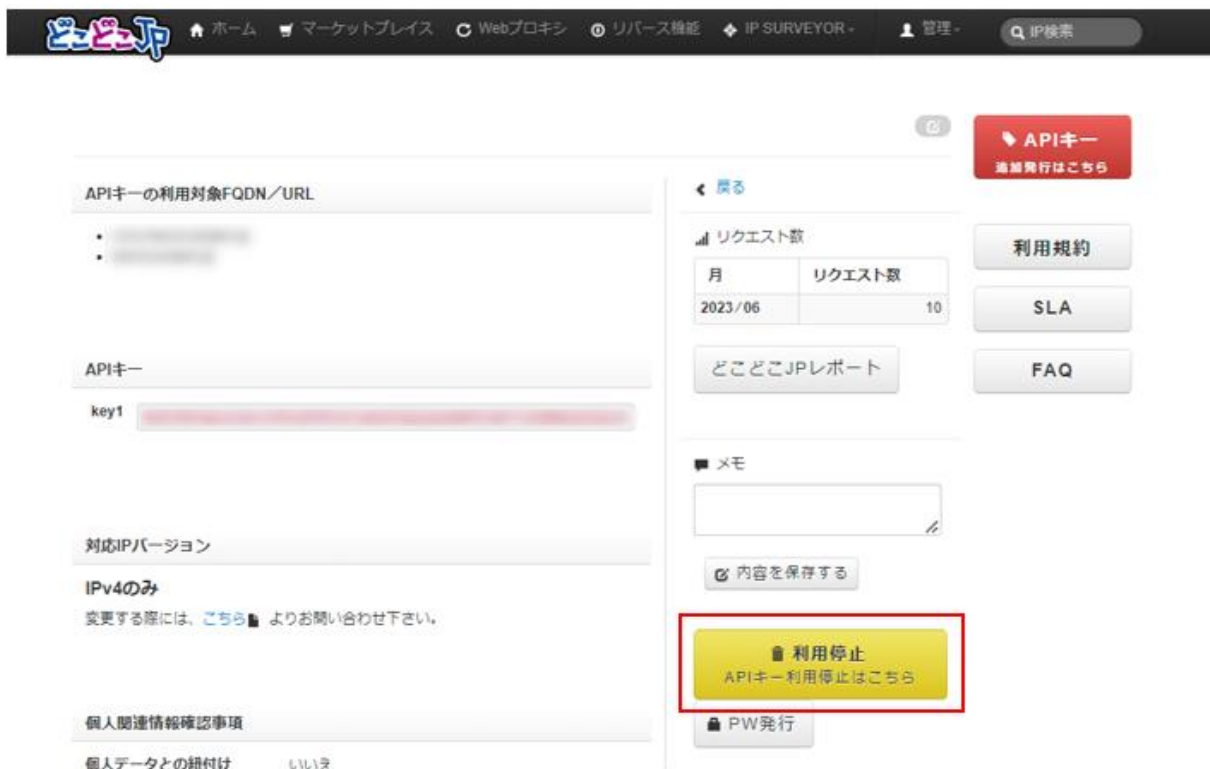 どこどこJP ホーム マーケットプレイス Webプロキシ リバース機能 IP SURVEYOR 管理 IP検索
APIキー
追加発行はこちら
APIキーの利用対象FQDN／URL
戻る
リクエスト数
利用規約
月 リクエスト数
2023/06 10
SLA
APIキー
どこどこJPレポート
FAQ
key1
メモ
対応IPバージョン
内容を保存する
IPv4のみ
変更する際には、こちら よりお問い合わせ下さい。
利用停止
APIキー利用停止はこちら
個人関連情報確認事項
PW発行
個人データとの紐付け いいえ